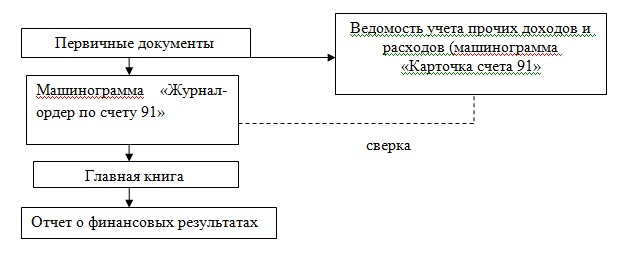 Первичные документы
Ведомость учета прочих доходов и
расходов (машинограмма
«Карточка счета 91»
Машинограмма «Журнал-
ордер по счету 91»
сверка
Главная книга
Отчет о финансовых результатах